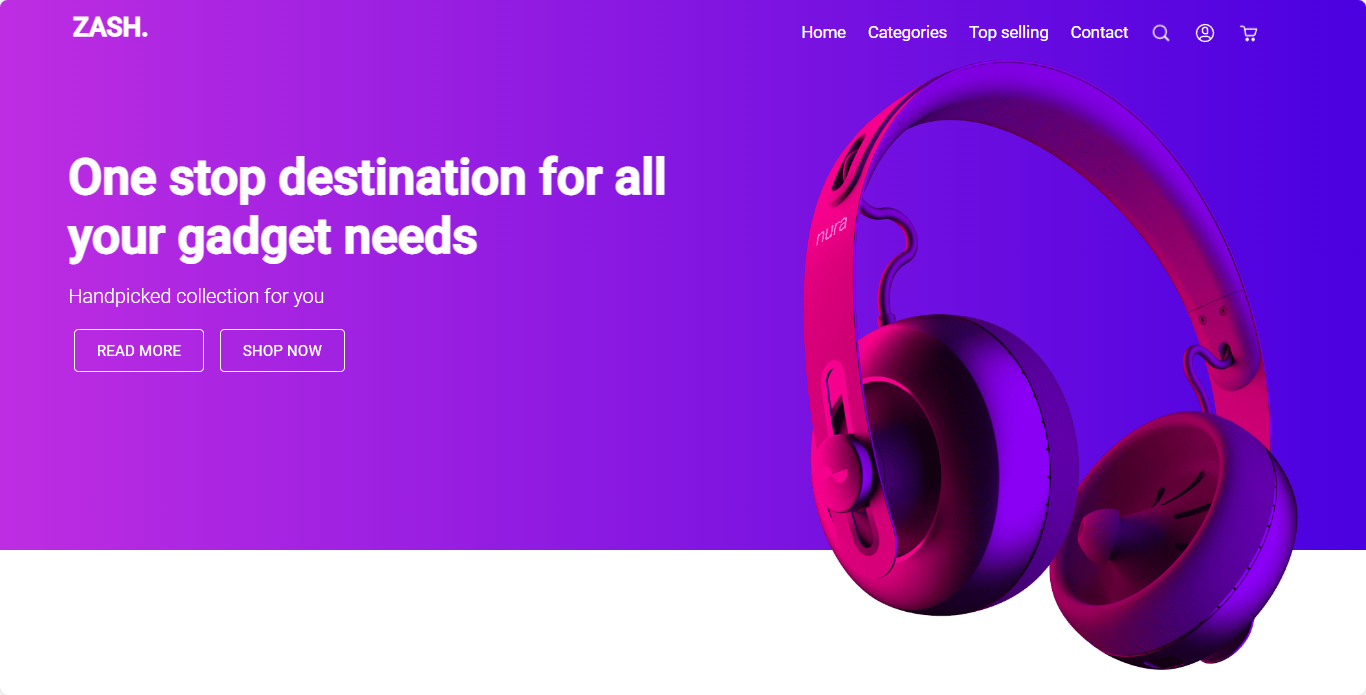 ZASH.
Home Categories Top selling Contact
One stop destination for all
your gadget needs
Handpicked collection for you
READ MORE SHOP NOW
nura